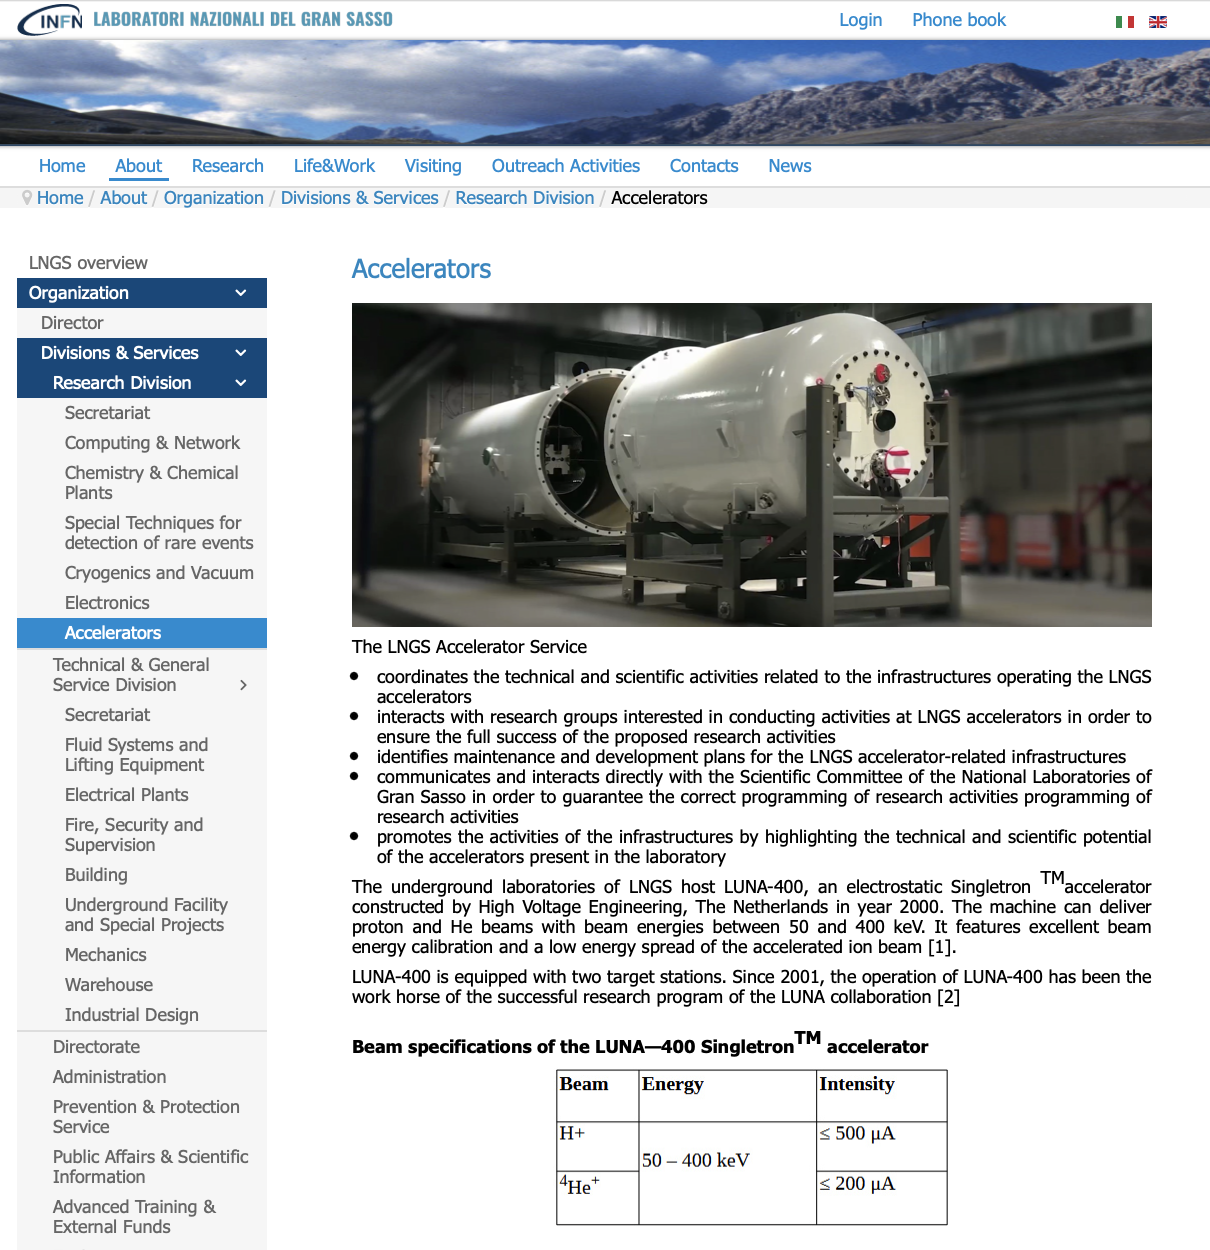 INFN LABORATORI NAZIONALI DEL GRAN SASSO
Login Phone book
Home About Research Life&Work Visiting Outreach Activities Contacts News
Home / About / Organization / Divisions & Services / Research Division / Accelerators
LNGS overview
Organization
Director
Divisions & Services
Research Division
Secretariat
Computing & Network
Chemistry & Chemical
Plants
Special Techniques for
detection of rare events
Cryogenics and Vacuum
Electronics
Accelerators
Technical & General
Service Division
Secretariat
Fluid Systems and
Lifting Equipment
Electrical Plants
Fire, Security and
Supervision
Building
Underground Facility
and Special Projects
Mechanics
Warehouse
Industrial Design
Directorate
Administration
Prevention & Protection
Service
Public Affairs & Scientific
Information
Advanced Training &
External Funds
Accelerators
The LNGS Accelerator Service
• coordinates the technical and scientific activities related to the infrastructures operating the LNGS
accelerators
• interacts with research groups interested in conducting activities at LNGS accelerators in order to
ensure the full success of the proposed research activities
• identifies maintenance and development plans for the LNGS accelerator-related infrastructures
• communicates and interacts directly with the Scientific Committee of the National Laboratories of
Gran Sasso in order to guarantee the correct programming of research activities programming of
research activities
• promotes the activities of the infrastructures by highlighting the technical and scientific potential
of the accelerators present in the laboratory
The underground laboratories of LNGS host LUNA-400, an electrostatic Singletron TMaccelerator
constructed by High Voltage Engineering, The Netherlands in year 2000. The machine can deliver
proton and He beams with beam energies between 50 and 400 keV. It features excellent beam
energy calibration and a low energy spread of the accelerated ion beam [1].
LUNA-400 is equipped with two target stations. Since 2001, the operation of LUNA-400 has been the
work horse of the successful research program of the LUNA collaboration [2]
Beam specifications of the LUNA—400 SingletronTM accelerator
Beam Energy Intensity
H+ ≤ 500 µA
50 – 400 keV
4He+ ≤ 200 µA